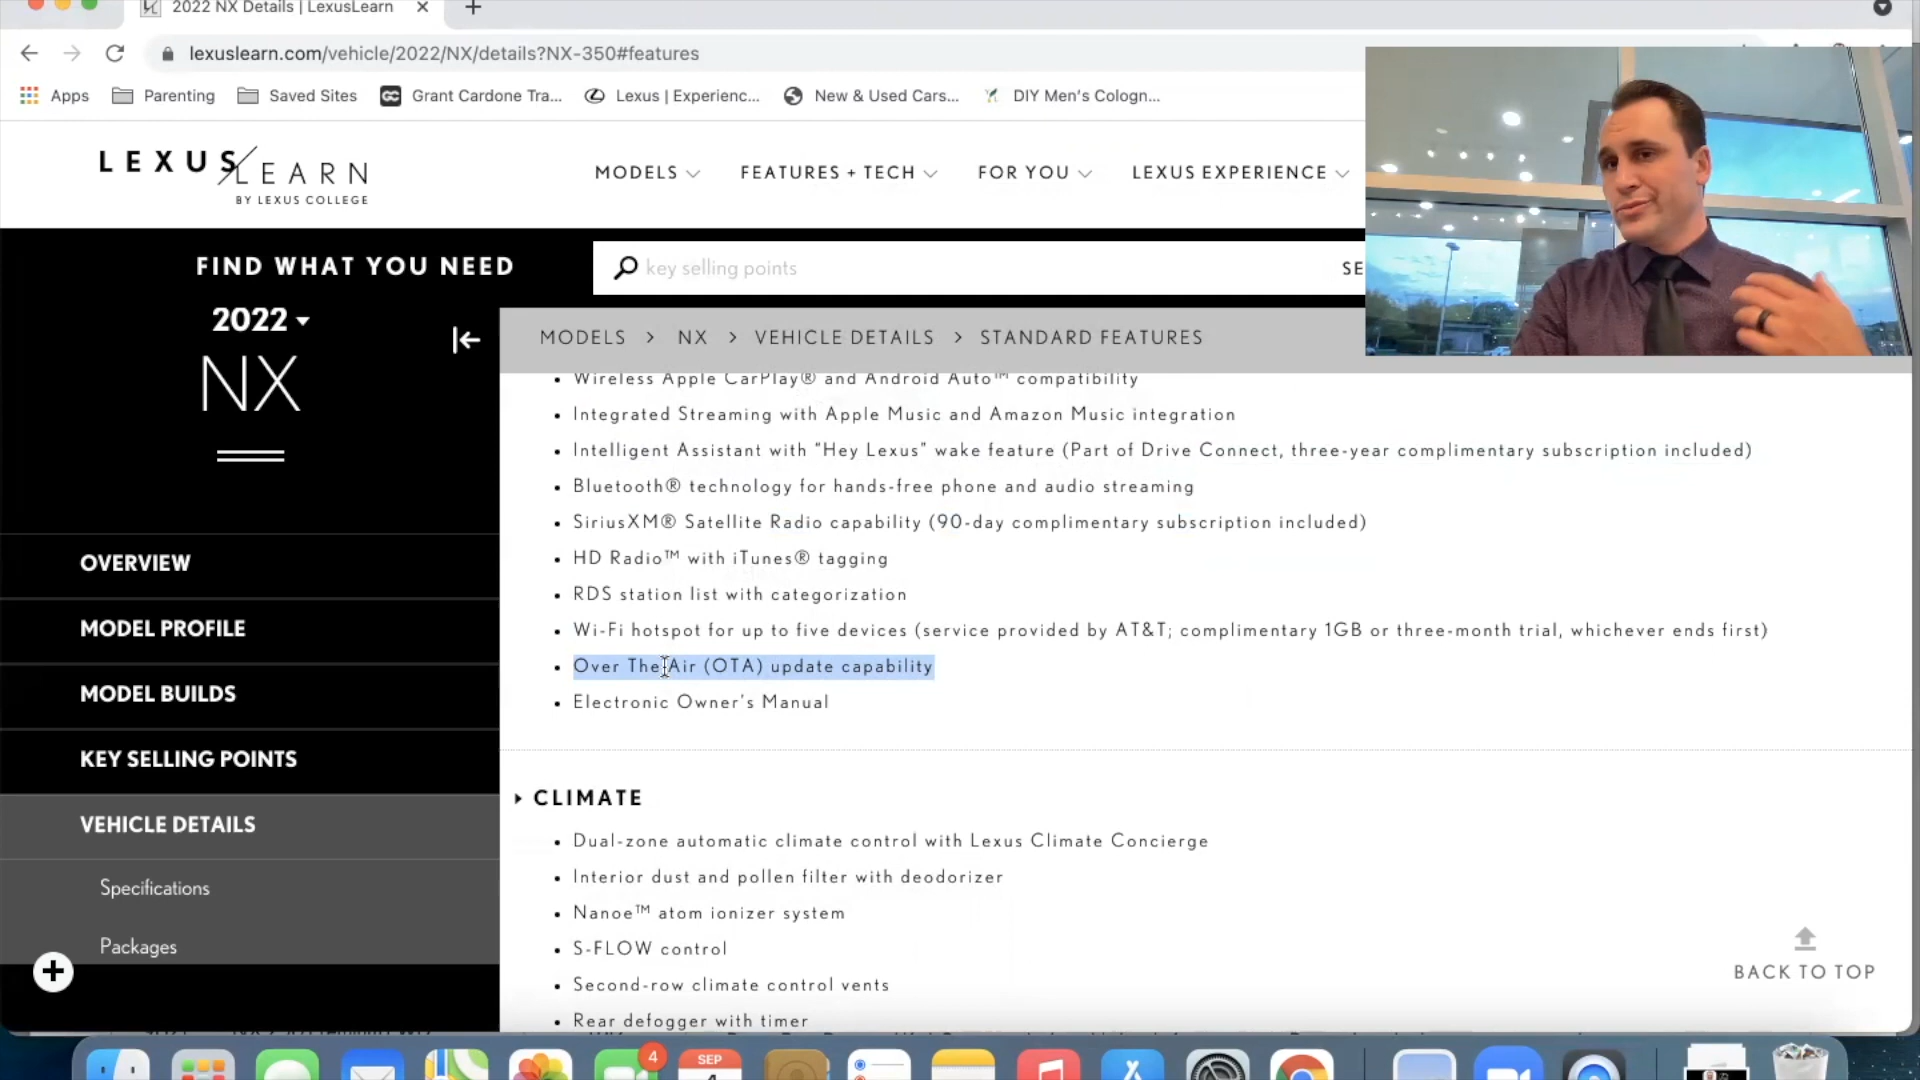 2022 NX Details | LexusLearn
lexuslearn.com/vehicle/2022/NX/details?NX-350#features
Apps Parenting Saved Sites Grant Cardone Tra... Lexus | Experienc... New & Used Cars... DIY Men's Cologn...
LEXUS LEARN
BY LEXUS COLLEGE
MODELS FEATURES + TECH FOR YOU LEXUS EXPERIENCE
FIND WHAT YOU NEED
key selling points
2022
NX
OVERVIEW
MODEL PROFILE
MODEL BUILDS
KEY SELLING POINTS
VEHICLE DETAILS
Specifications
Packages
MODELS > NX > VEHICLE DETAILS > STANDARD FEATURES
• Wireless Apple CarPlay® and Android Auto™ compatibility
• Integrated Streaming with Apple Music and Amazon Music integration
• Intelligent Assistant with “Hey Lexus” wake feature (Part of Drive Connect, three-year complimentary subscription included)
• Bluetooth® technology for hands-free phone and audio streaming
• SiriusXM® Satellite Radio capability (90-day complimentary subscription included)
• HD Radio™ with iTunes® tagging
• RDS station list with categorization
• Wi-Fi hotspot for up to five devices (service provided by AT&T; complimentary 1GB or three-month trial, whichever ends first)
• Over The Air (OTA) update capability
• Electronic Owner’s Manual
CLIMATE
• Dual-zone automatic climate control with Lexus Climate Concierge
• Interior dust and pollen filter with deodorizer
• Nanoe™ atom ionizer system
• S-FLOW control
• Second-row climate control vents
• Rear defogger with timer
BACK TO TOP
4
SEP